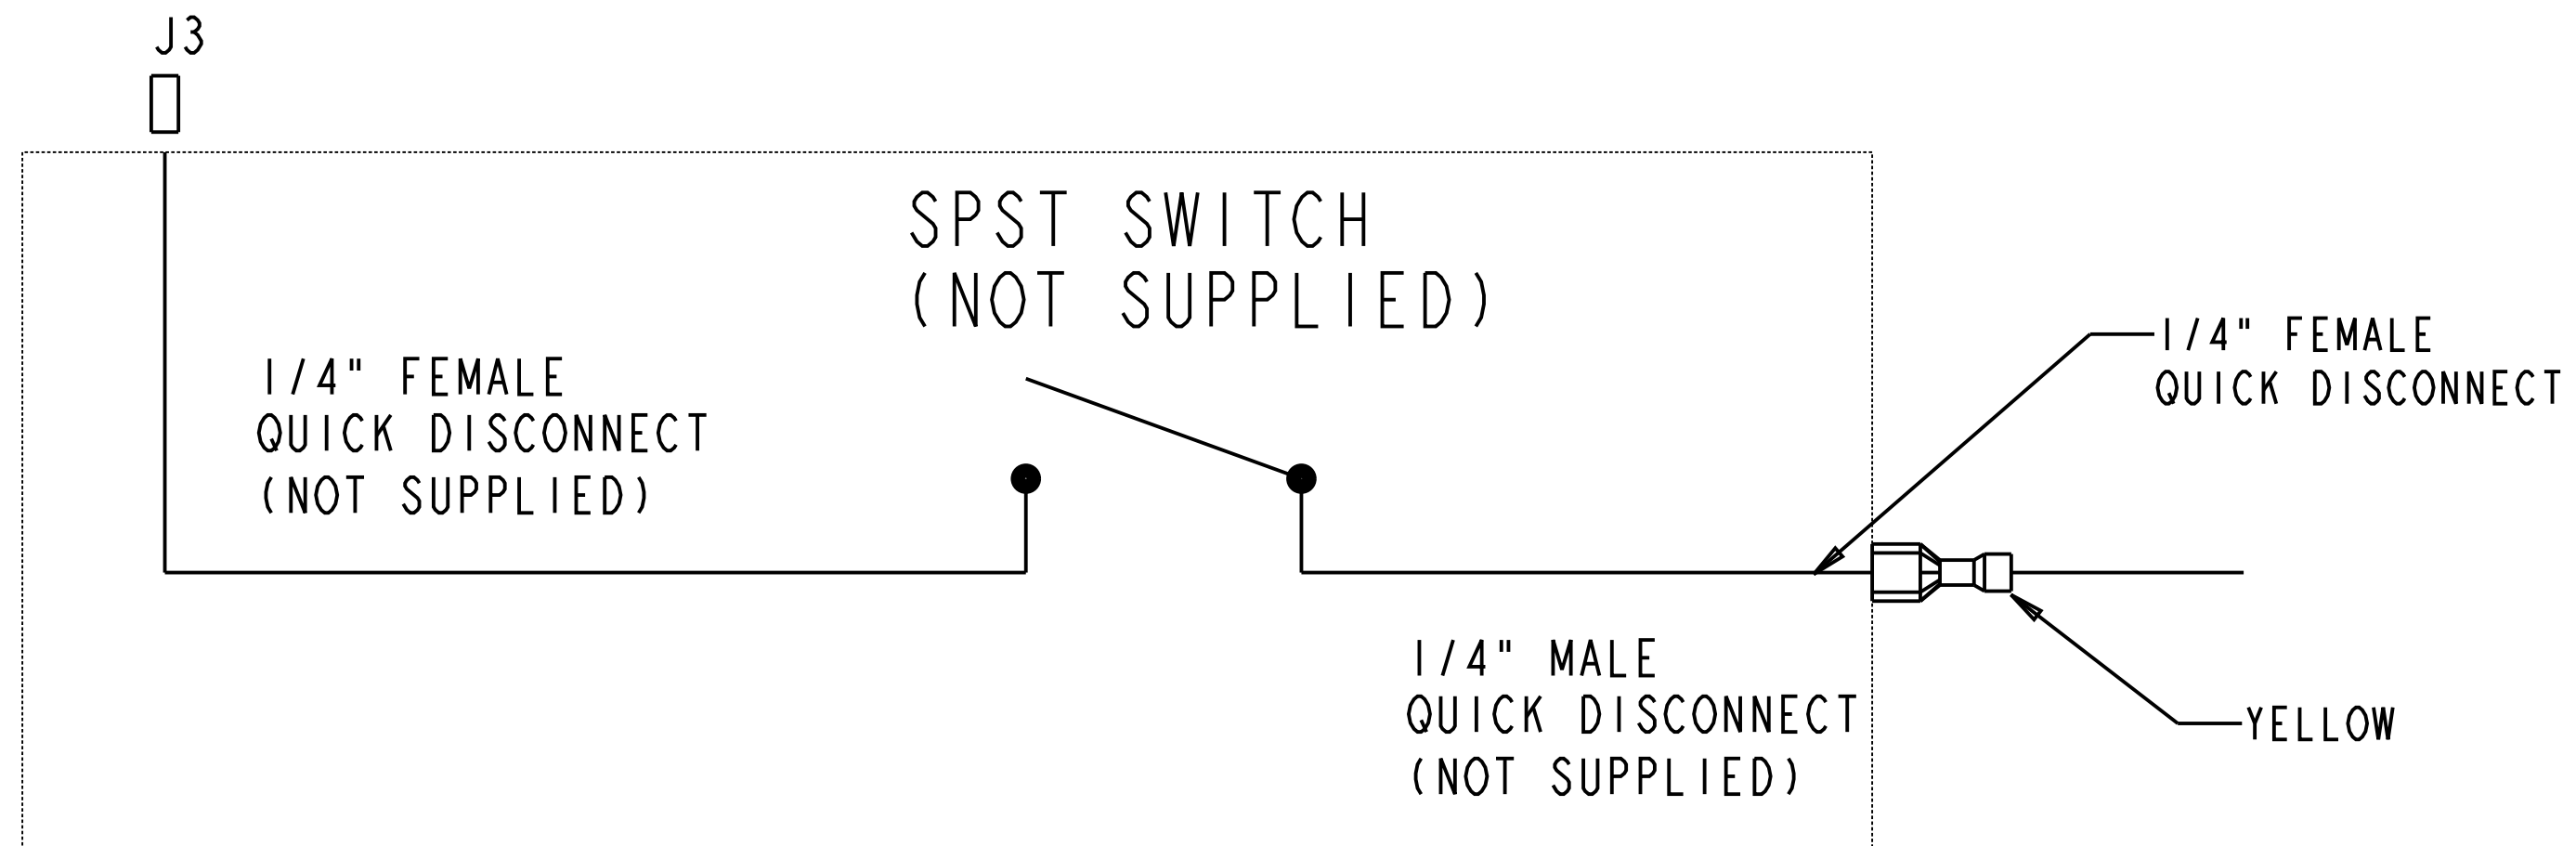 J3
SPST SWITCH
(NOT SUPPLIED)
1/4" FEMALE
QUICK DISCONNECT
(NOT SUPPLIED)
1/4" FEMALE
QUICK DISCONNECT
1/4" MALE
QUICK DISCONNECT
(NOT SUPPLIED)
YELLOW